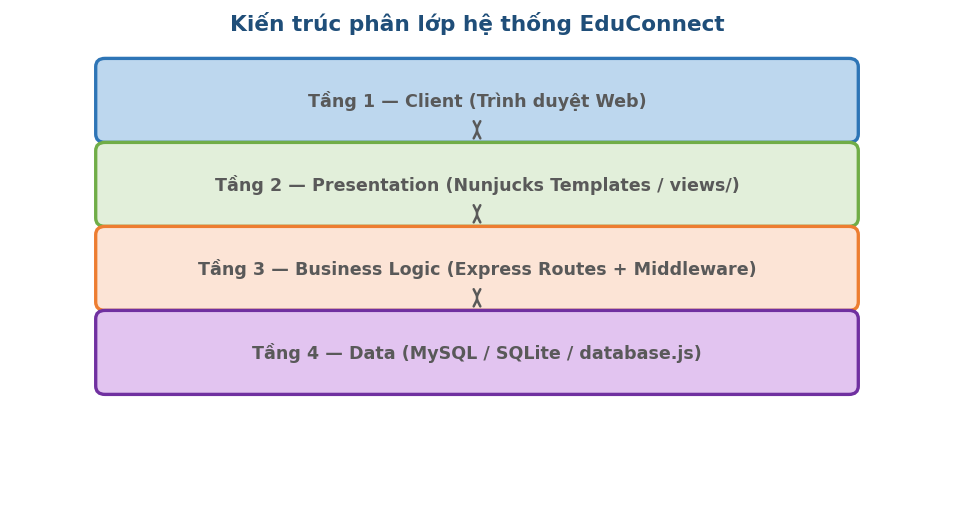 Kiến trúc phân lớp hệ thống EduConnect
Tầng 1 — Client (Trình duyệt Web)
Tầng 2 — Presentation (Nunjucks Templates / views/)
Tầng 3 — Business Logic (Express Routes + Middleware)
Tầng 4 — Data (MySQL / SQLite / database.js)